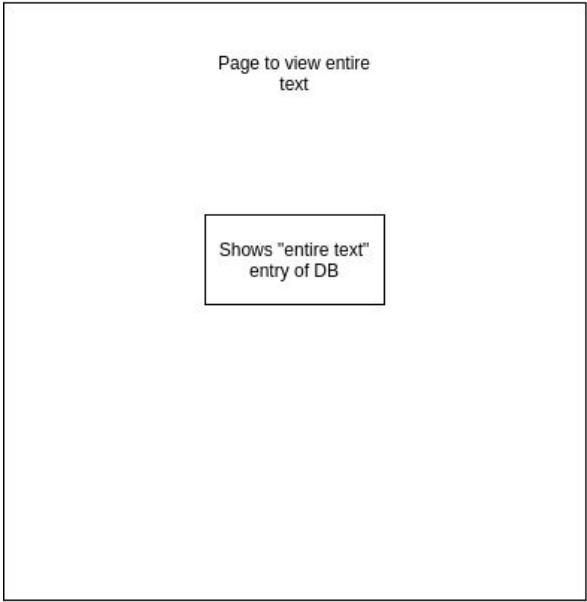 Page to view entire
text
Shows "entire text"
entry of DB